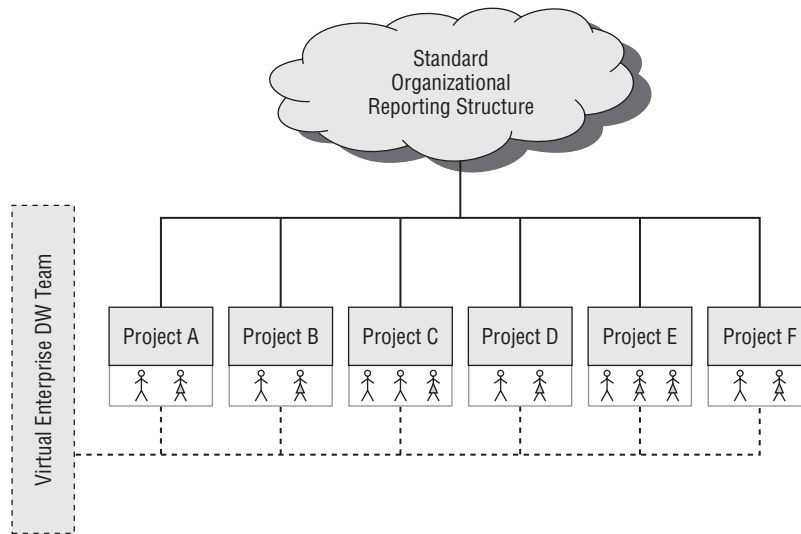 Standard
Organizational
Reporting Structure
Virtual Enterprise DW Team
Project A
Project B
Project C
Project D
Project E
Project F